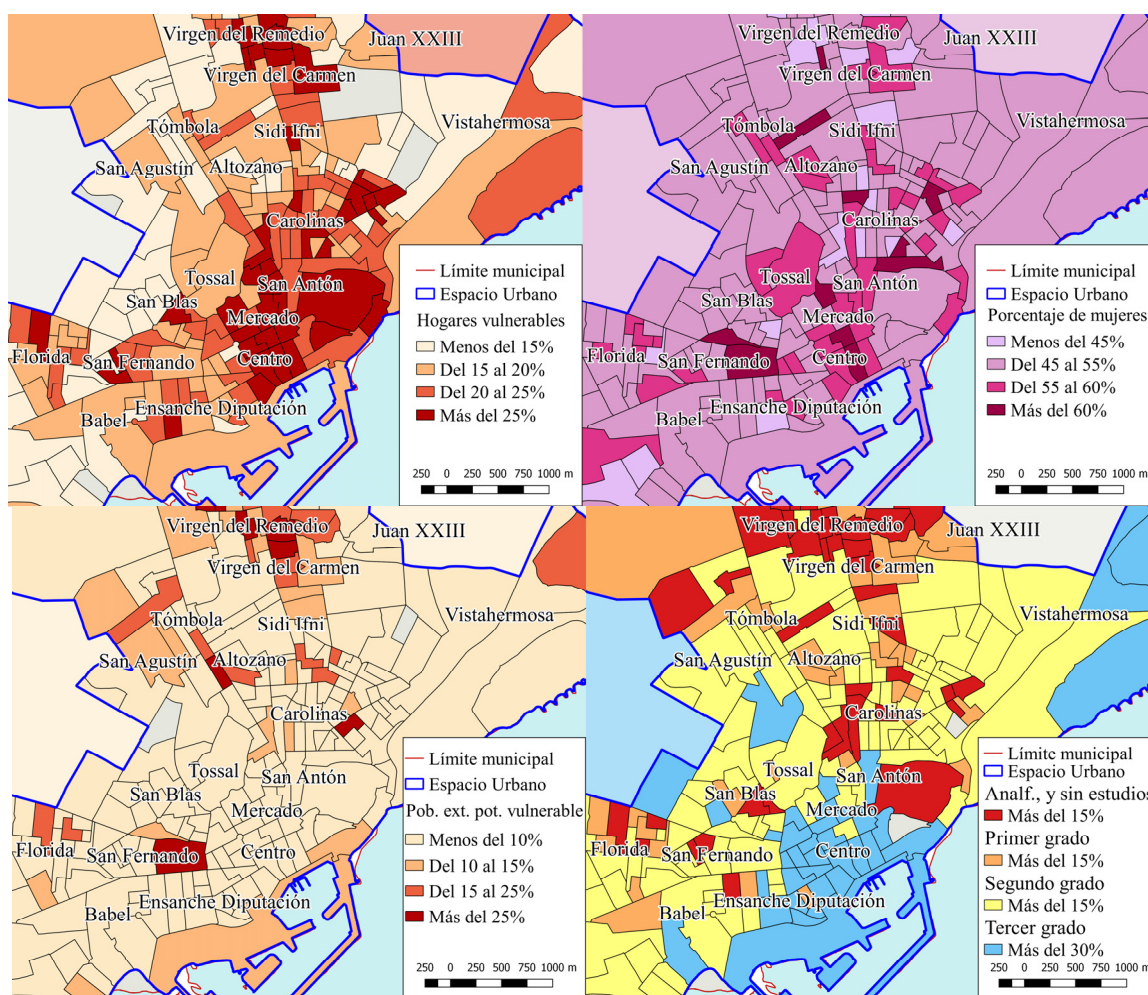 Virgen del Remedio
Juan XXIII
Virgen del Carmen
Vistahermosa
Tómbola
Sidi Ifni
San Agustín
Altozano
Carolinas
Tossal
San Antón
San Blas
Mercado
Florida
San Fernando
Centro
Ensanche Diputación
Babel
Límite municipal
Espacio Urbano
Hogares vulnerables
Menos del 15%
Del 15 al 20%
Del 20 al 25%
Más del 25%
250 0 250 500 750 1000 m
Virgen del Remedio
Juan XXIII
Virgen del Carmen
Vistahermosa
Tómbola
Sidi Ifni
San Agustín
Altozano
Carolinas
Tossal
San Antón
San Blas
Mercado
Florida
San Fernando
Centro
Ensanche Diputación
Babel
Límite municipal
Espacio Urbano
Porcentaje de mujeres
Menos del 45%
Del 45 al 55%
Del 55 al 60%
Más del 60%
250 0 250 500 750 1000 m
Virgen del Remedio
Juan XXIII
Virgen del Carmen
Vistahermosa
Tómbola
Sidi Ifni
San Agustín
Altozano
Carolinas
Tossal
San Antón
San Blas
Mercado
Florida
San Fernando
Centro
Ensanche Diputación
Babel
Límite municipal
Espacio Urbano
Pob. ext. pot. vulnerable
Menos del 10%
Del 10 al 15%
Del 15 al 25%
Más del 25%
250 0 250 500 750 1000 m
Virgen del Remedio
Juan XXIII
Virgen del Carmen
Vistahermosa
Tómbola
Sidi Ifni
San Agustín
Altozano
Carolinas
Tossal
San Antón
San Blas
Mercado
Florida
San Fernando
Centro
Ensanche Diputación
Babel
Límite municipal
Espacio Urbano
Analf., y sin estudios
Más del 15%
Primer grado
Más del 15%
Segundo grado
Más del 15%
Tercer grado
Más del 30%
250 0 250 500 750 1000 m